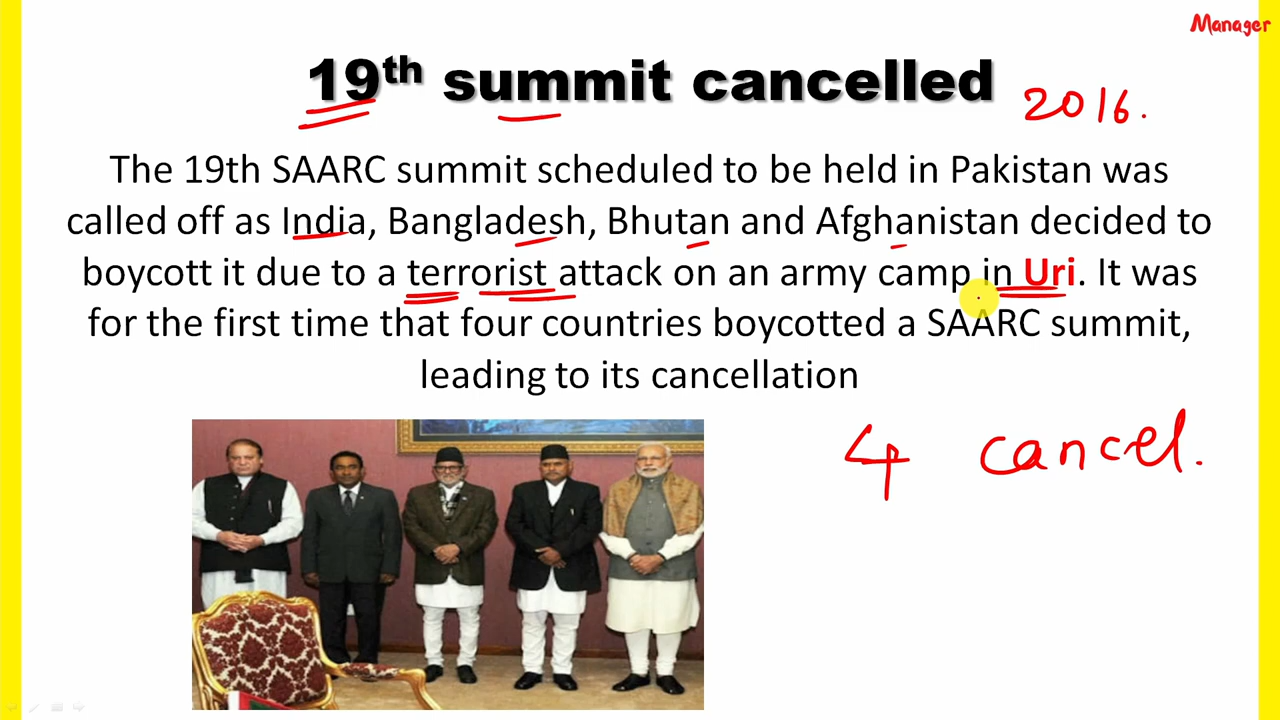 Manager
19th summit cancelled
2016.
The 19th SAARC summit scheduled to be held in Pakistan was
called off as India, Bangladesh, Bhutan and Afghanistan decided to
boycott it due to a terrorist attack on an army camp in Uri. It was
for the first time that four countries boycotted a SAARC summit,
leading to its cancellation
4 cancel.